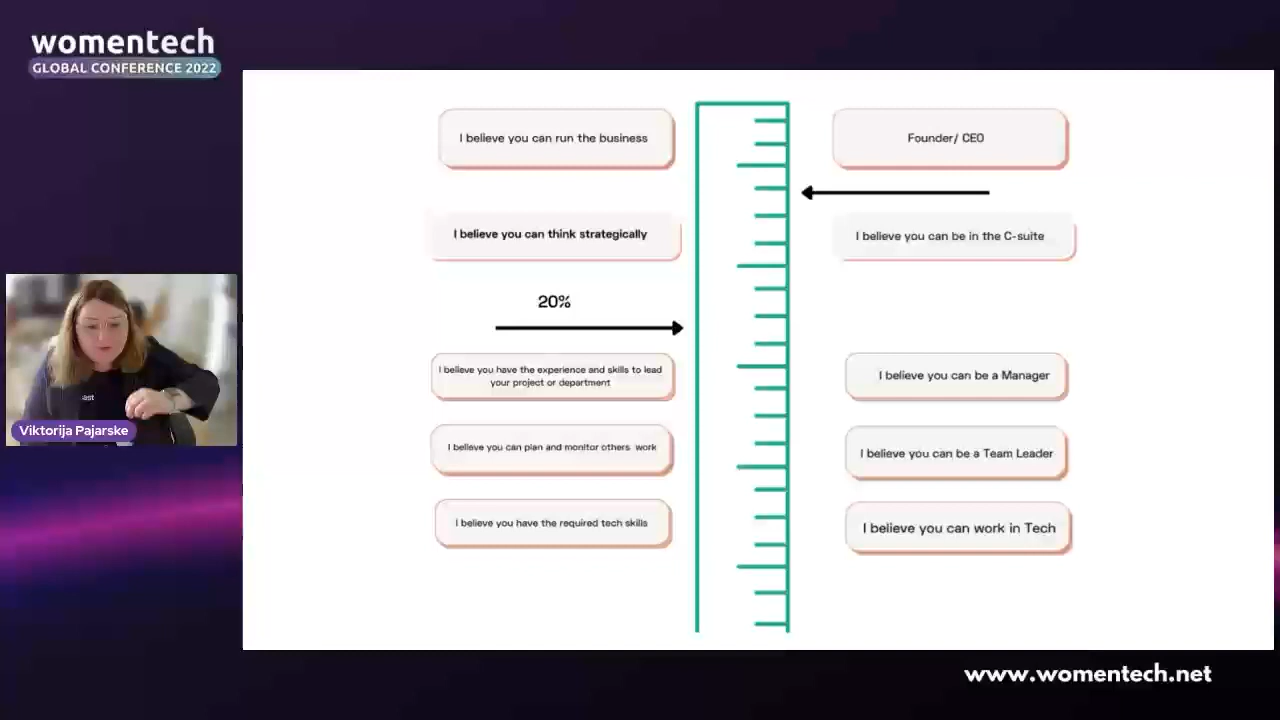 womentech
GLOBAL CONFERENCE 2022
I believe you can run the business
Founder/ CEO
I believe you can think strategically
I believe you can be in the C-suite
20%
I believe you have the experience and skills to lead
your project or department
I believe you can be a Manager
I believe you can plan and monitor others work
I believe you can be a Team Leader
I believe you have the required tech skills
I believe you can work in Tech
ast
Viktorija Pajarske
www.womentech.net